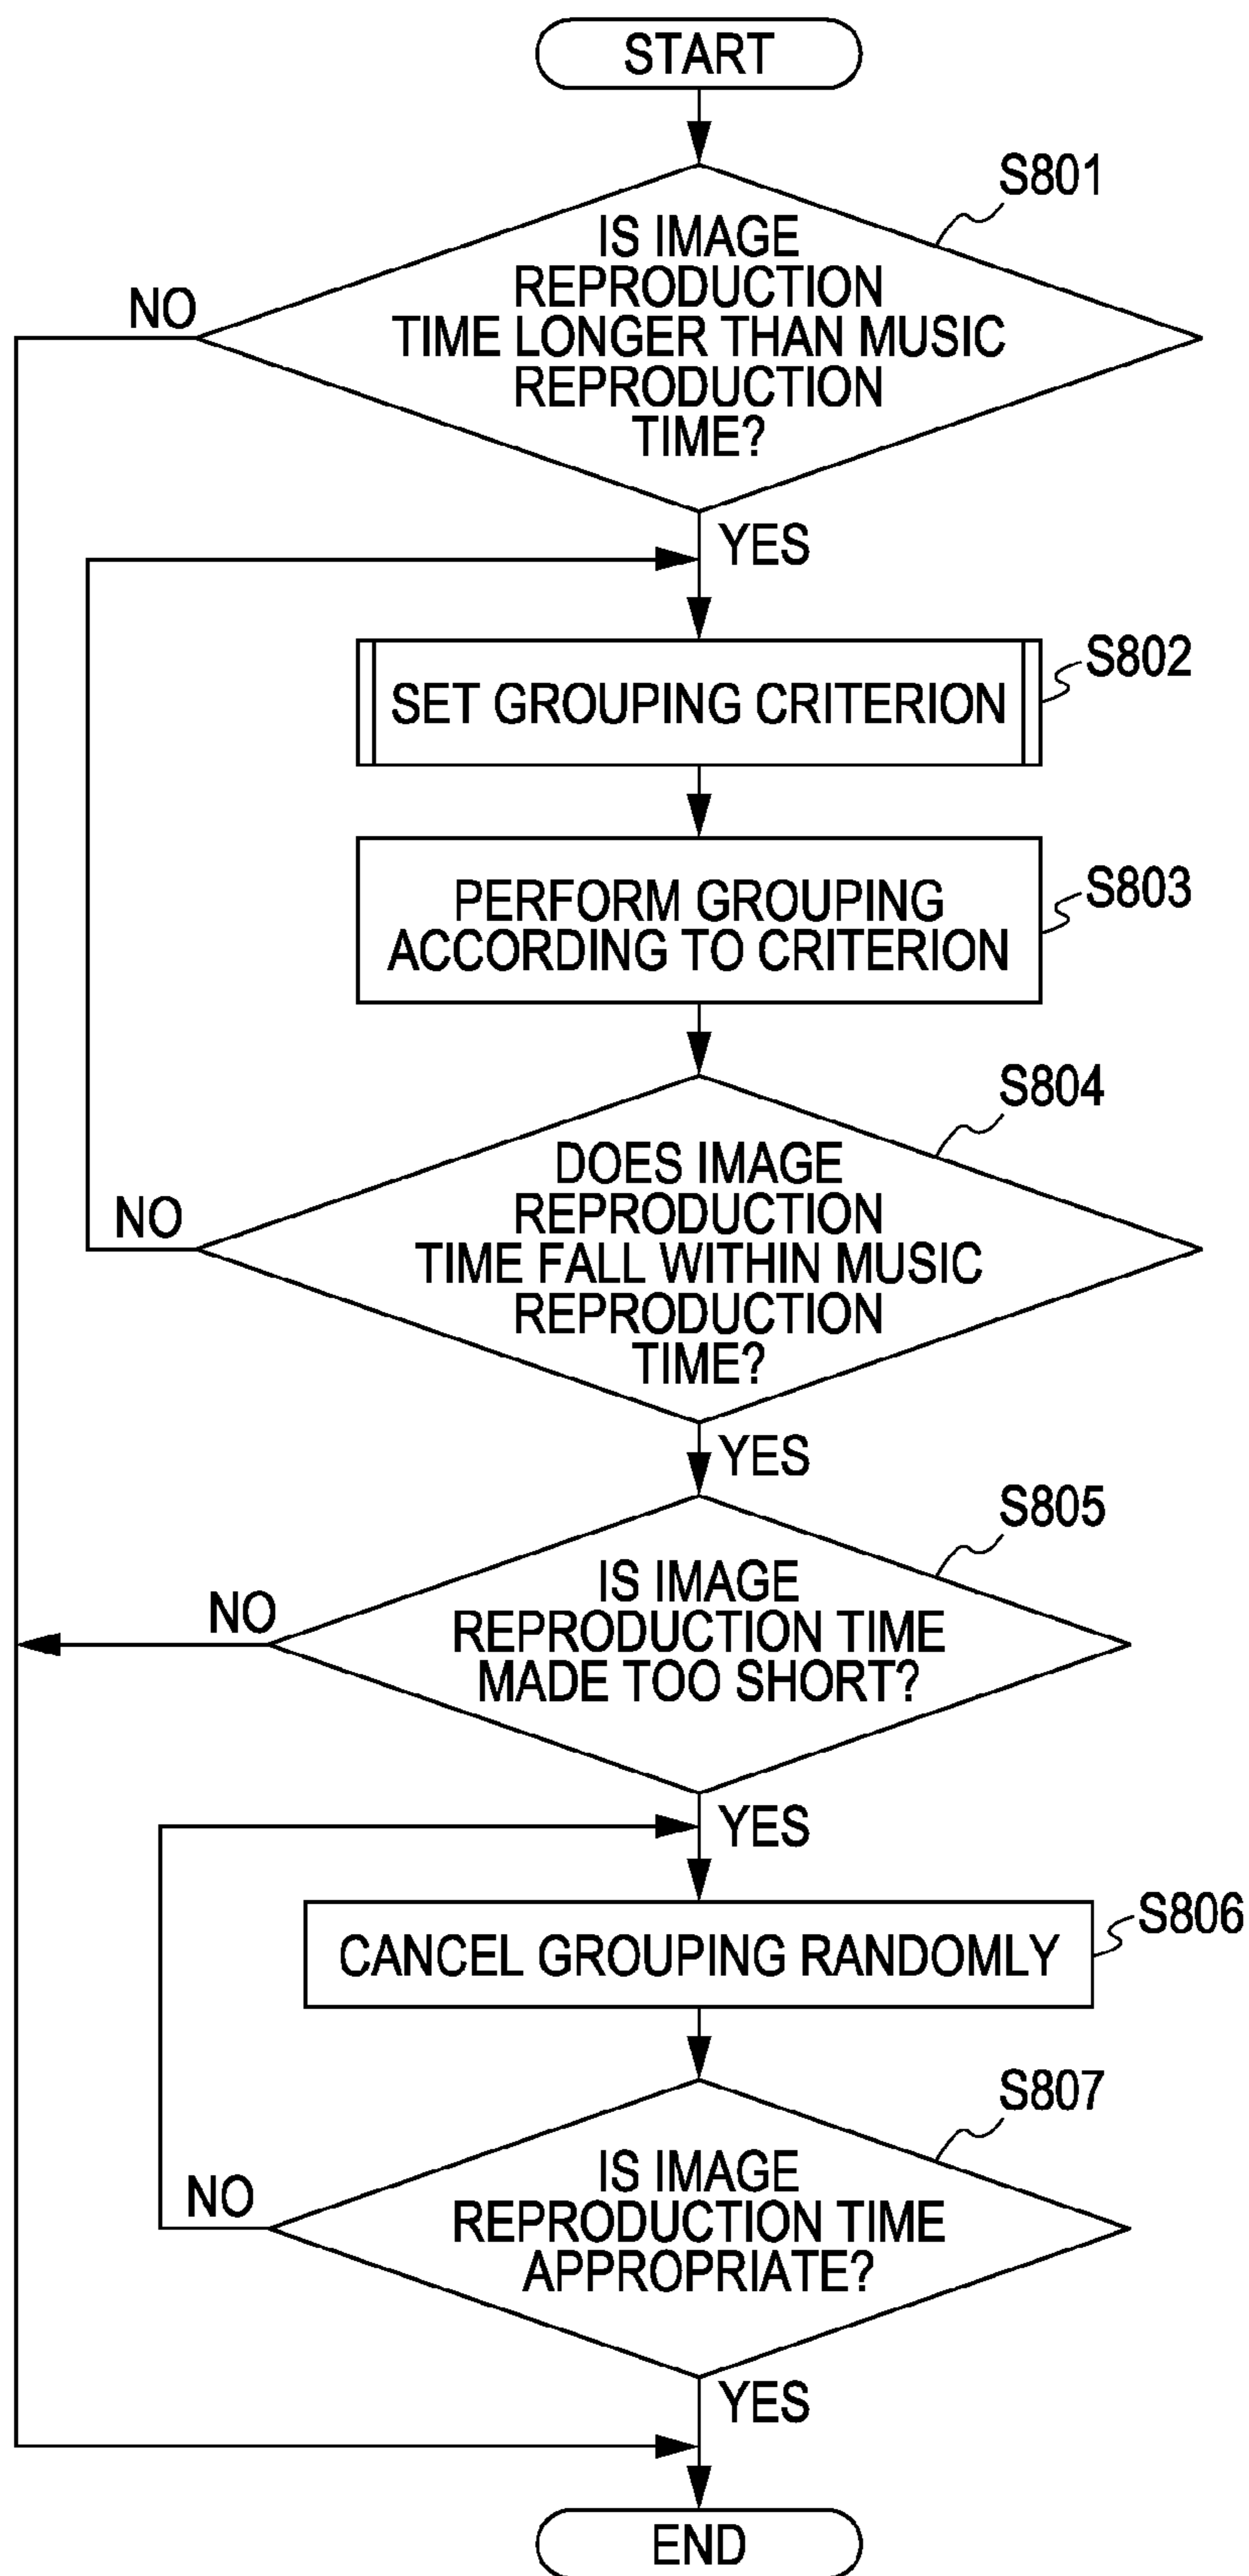 START
S801
IS IMAGE
REPRODUCTION
TIME LONGER THAN MUSIC
REPRODUCTION
TIME?
NO
YES
S802
SET GROUPING CRITERION
S803
PERFORM GROUPING
ACCORDING TO CRITERION
S804
DOES IMAGE
REPRODUCTION
TIME FALL WITHIN MUSIC
REPRODUCTION
TIME?
NO
YES
S805
IS IMAGE
REPRODUCTION TIME
MADE TOO SHORT?
NO
YES
S806
CANCEL GROUPING RANDOMLY
S807
IS IMAGE
REPRODUCTION TIME
APPROPRIATE?
NO
YES
END